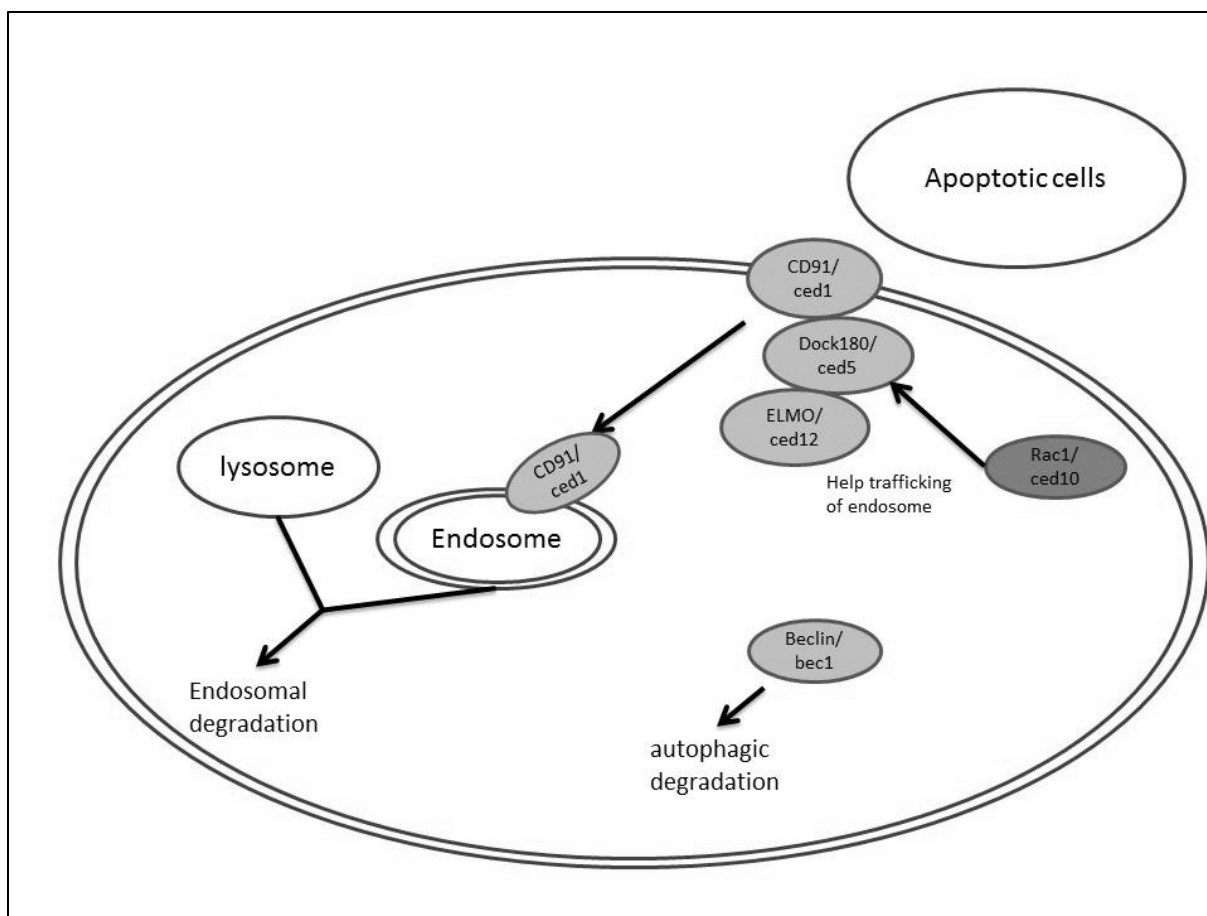 Apoptotic cells
CD91/
ced1
Dock180/
ced5
ELMO/
ced12
Rac1/
ced10
Help trafficking
of endosome
CD91/
ced1
lysosome
Endosome
Beclin/
bec1
Endosomal
degradation
autophagic
degradation